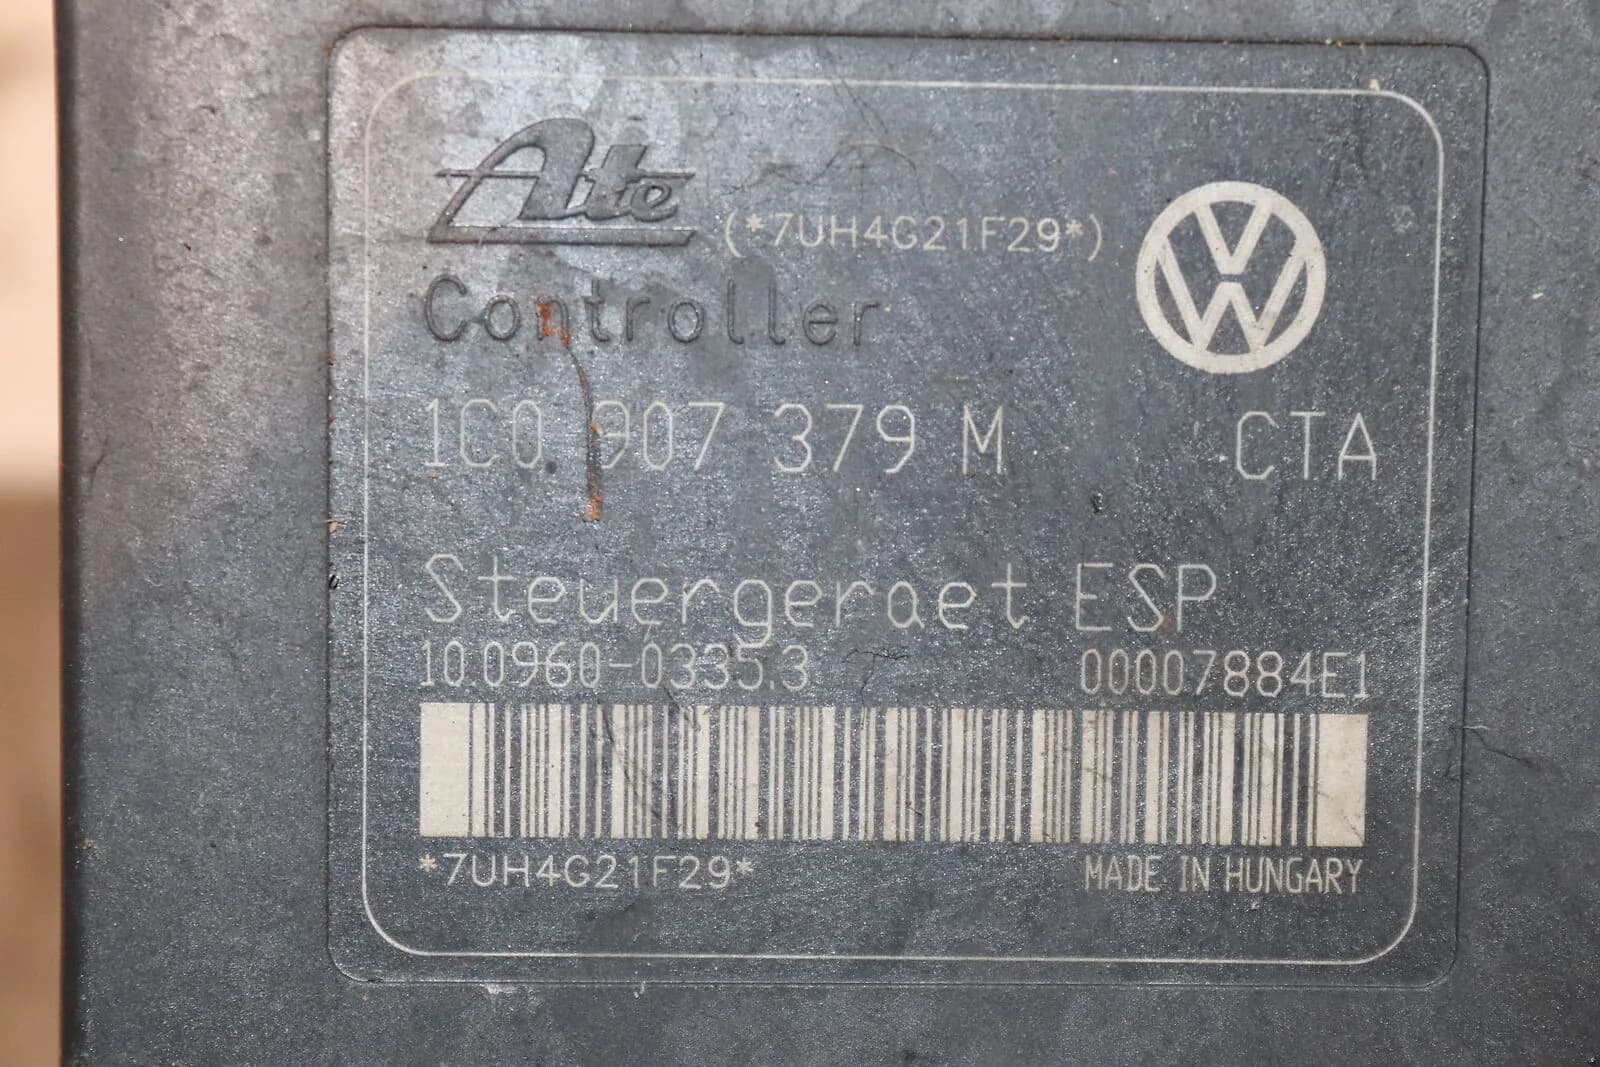 Ate (*7UH4G21F29*)
Controller
1C0 907 379 M CTA
Steuergeraet ESP
10.0960-0335.3 00007884E1
*7UH4G21F29* MADE IN HUNGARY